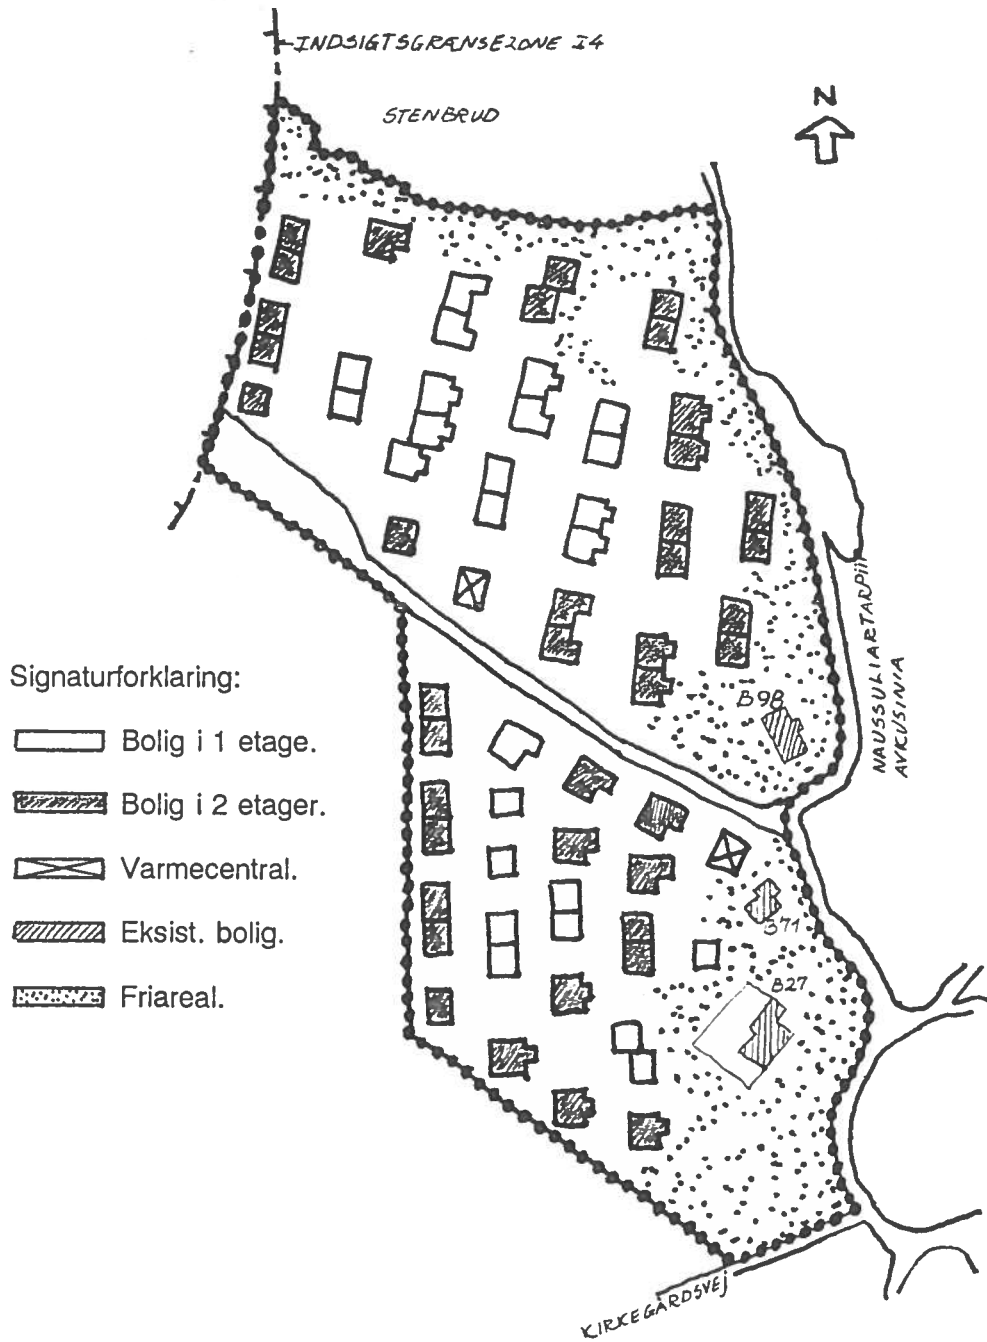 INDSIGTSGRÆNSEZONE I4
STENBRUD
N
NAUSSULIARTARPiii
AVKUSINIA
B98
Signaturforklaring:
Bolig i 1 etage.
Bolig i 2 etager.
Varmecentral.
Eksist. bolig.
Friareal.
B71
B27
KIRKEGÅRDSVEj